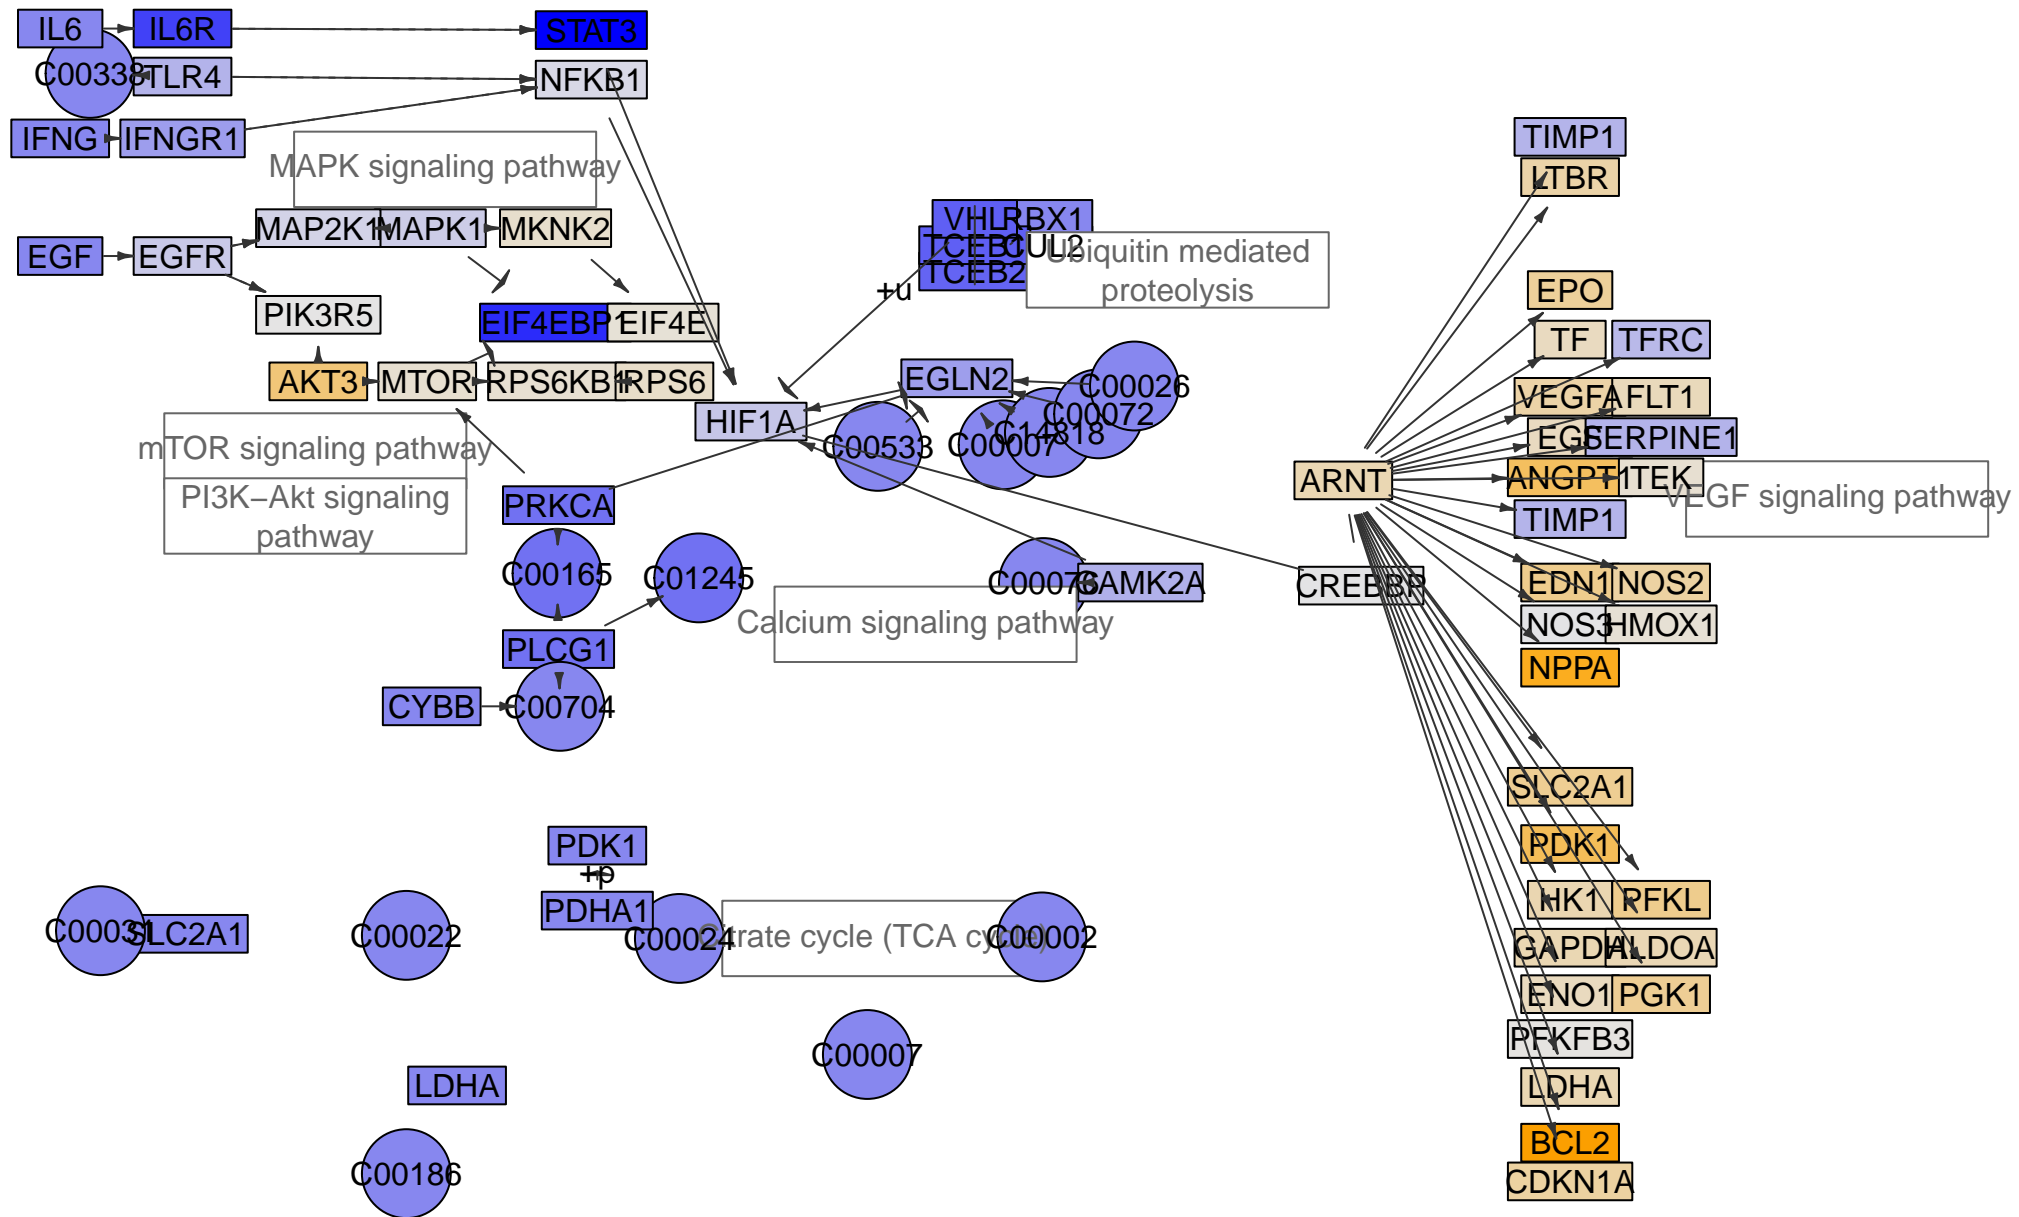 IL6
IL6R
STAT3
C00338
TLR4
NFKB1
IFNG
IFNGR1
MAPK signaling pathway
TIMP1
LTBR
MAP2K1
MAPK1
MKNK2
VHL
RBX1
EGF
EGFR
TCEB1
CUL2
Ubiquitin mediated
proteolysis
TCEB2
+u
PIK3R5
EIF4EBP1
EIF4E
EPO
TF
TFRC
AKT3
MTOR
RPS6KB1
RPS6
EGLN2
C00026
C00072
C14818
C00007
C00533
HIF1A
VEGFA
FLT1
EGF
SERPINE1
mTOR signaling pathway
PI3K–Akt signaling
pathway
PRKCA
ARNT
ANGPT1
TEK
VEGF signaling pathway
TIMP1
C00165
C01245
C00076
CAMK2A
CREBBP
EDN1
NOS2
Calcium signaling pathway
NOS3
HMOX1
PLCG1
NPPA
CYBB
C00704
SLC2A1
PDK1
+p
PDK1
PDHA1
HK1
PFKL
C00031
SLC2A1
C00022
C00024
Citrate cycle (TCA cycle)
C00002
GAPDH
ALDOA
ENO1
PGK1
C00007
PFKFB3
LDHA
LDHA
BCL2
C00186
CDKN1A